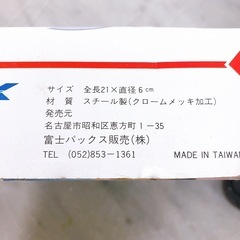 サイズ 全長21×直径6cm
材質 スチール製(クロームメッキ加工)
発売元
名古屋市昭和区恵方町1-35
富士バックス販売(株)
TEL (052)853-1361
MADE IN TAIWAN